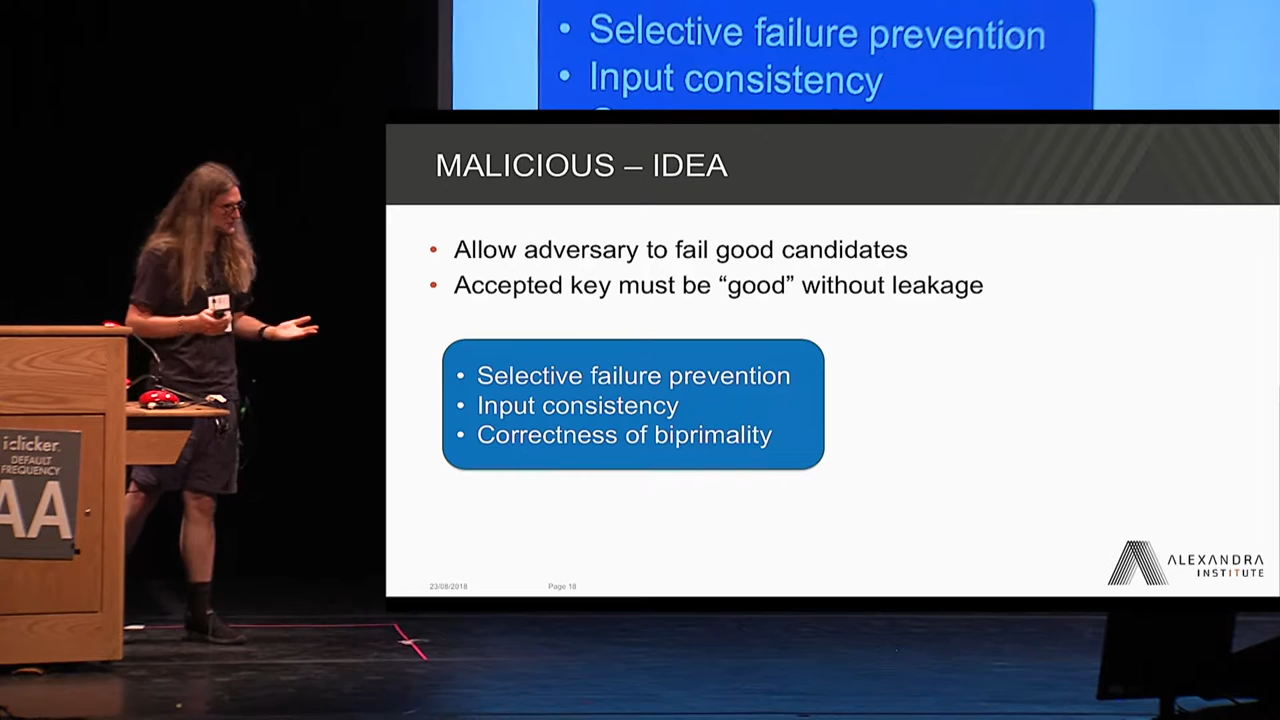 • Selective failure prevention
• Input consistency
MALICIOUS – IDEA
• Allow adversary to fail good candidates
• Accepted key must be “good” without leakage
• Selective failure prevention
• Input consistency
• Correctness of biprimality
ALEXANDRA
INSTITUTE
23/08/2018
Page 18
iclicker.
DEFAULT
FREQUENCY
AA